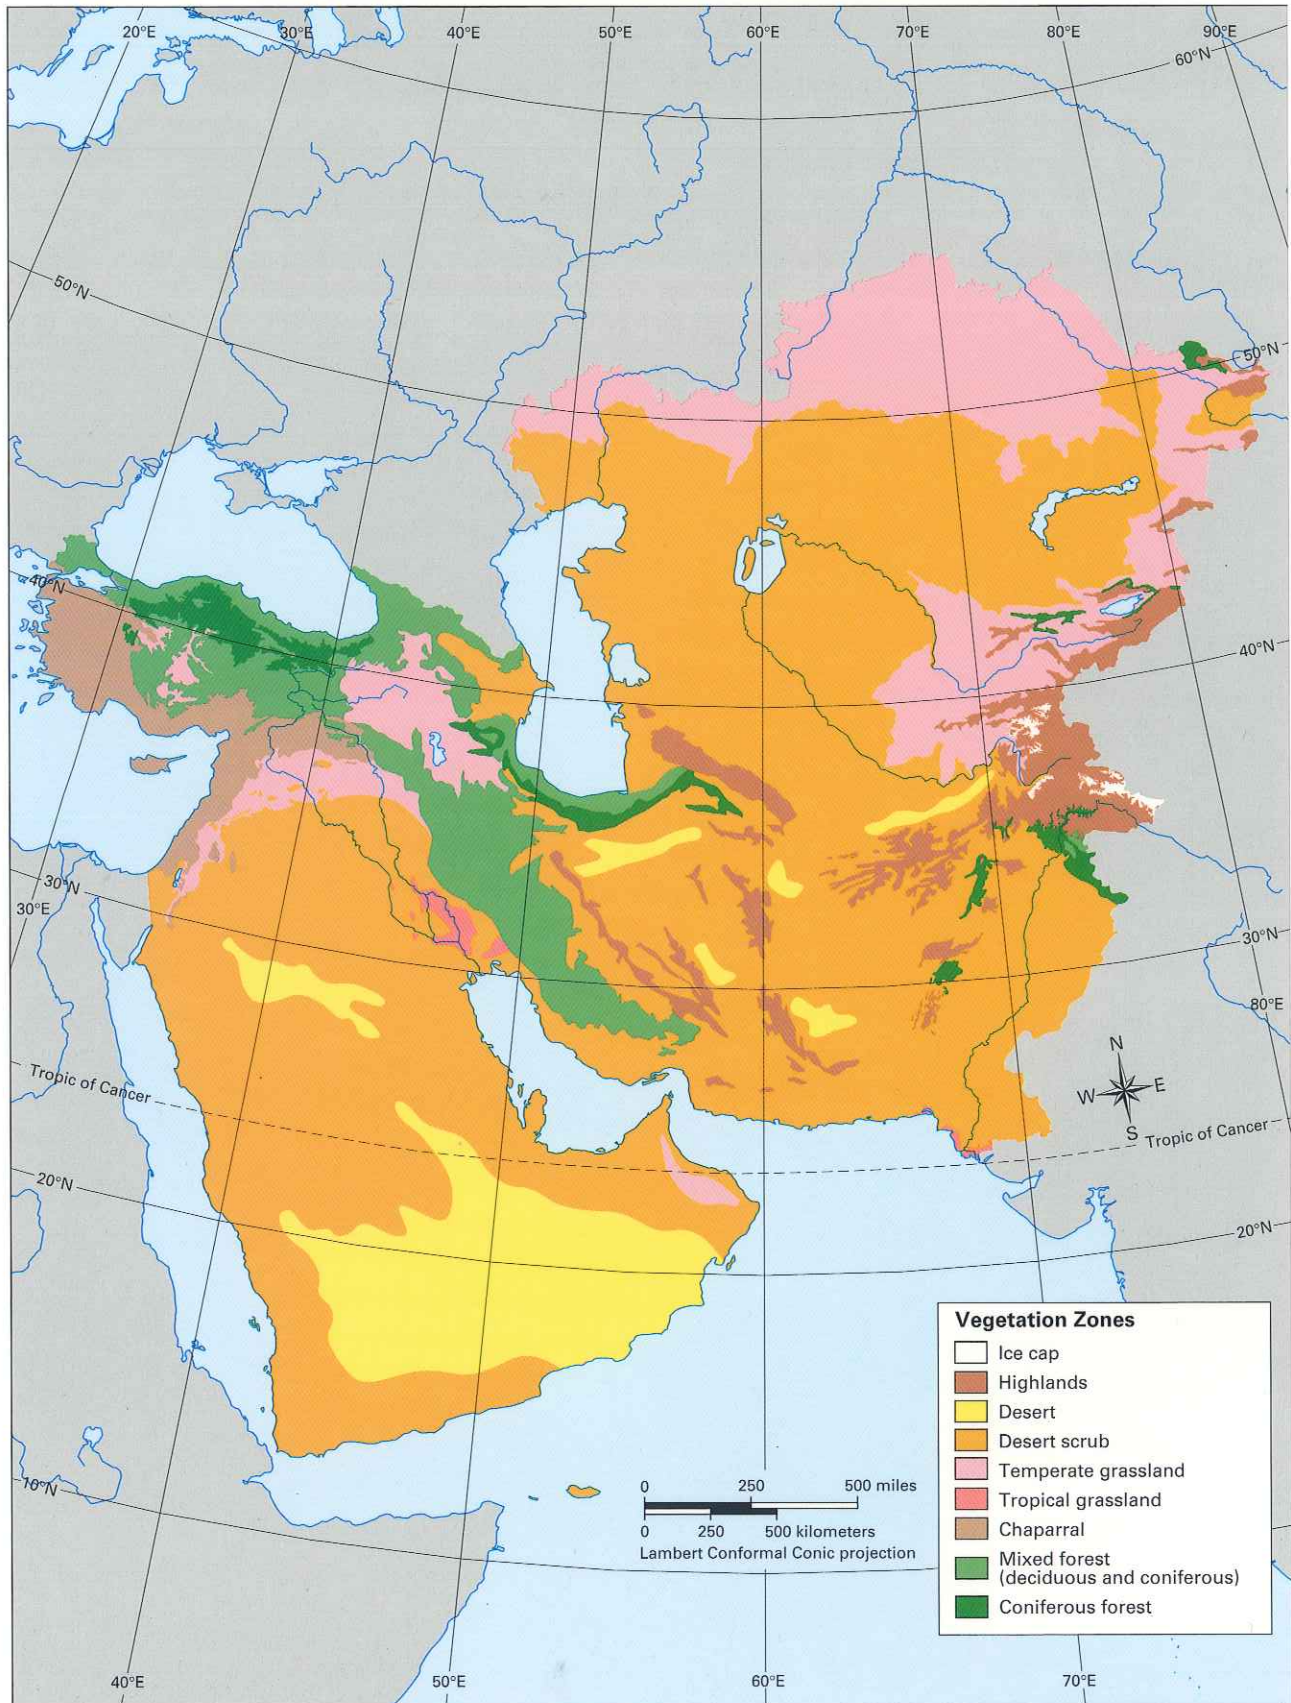 20°E
30°E
40°E
50°E
60°E
70°E
80°E
90°E
60°N
50°N
50°N
40°N
40°N
30°N
30°E
30°N
80°E
N
W
E
S
Tropic of Cancer
Tropic of Cancer
20°N
20°N
10°N
Vegetation Zones
Ice cap
Highlands
Desert
Desert scrub
Temperate grassland
Tropical grassland
Chaparral
Mixed forest
(deciduous and coniferous)
Coniferous forest
0 250 500 miles
0 250 500 kilometers
Lambert Conformal Conic projection
40°E
50°E
60°E
70°E